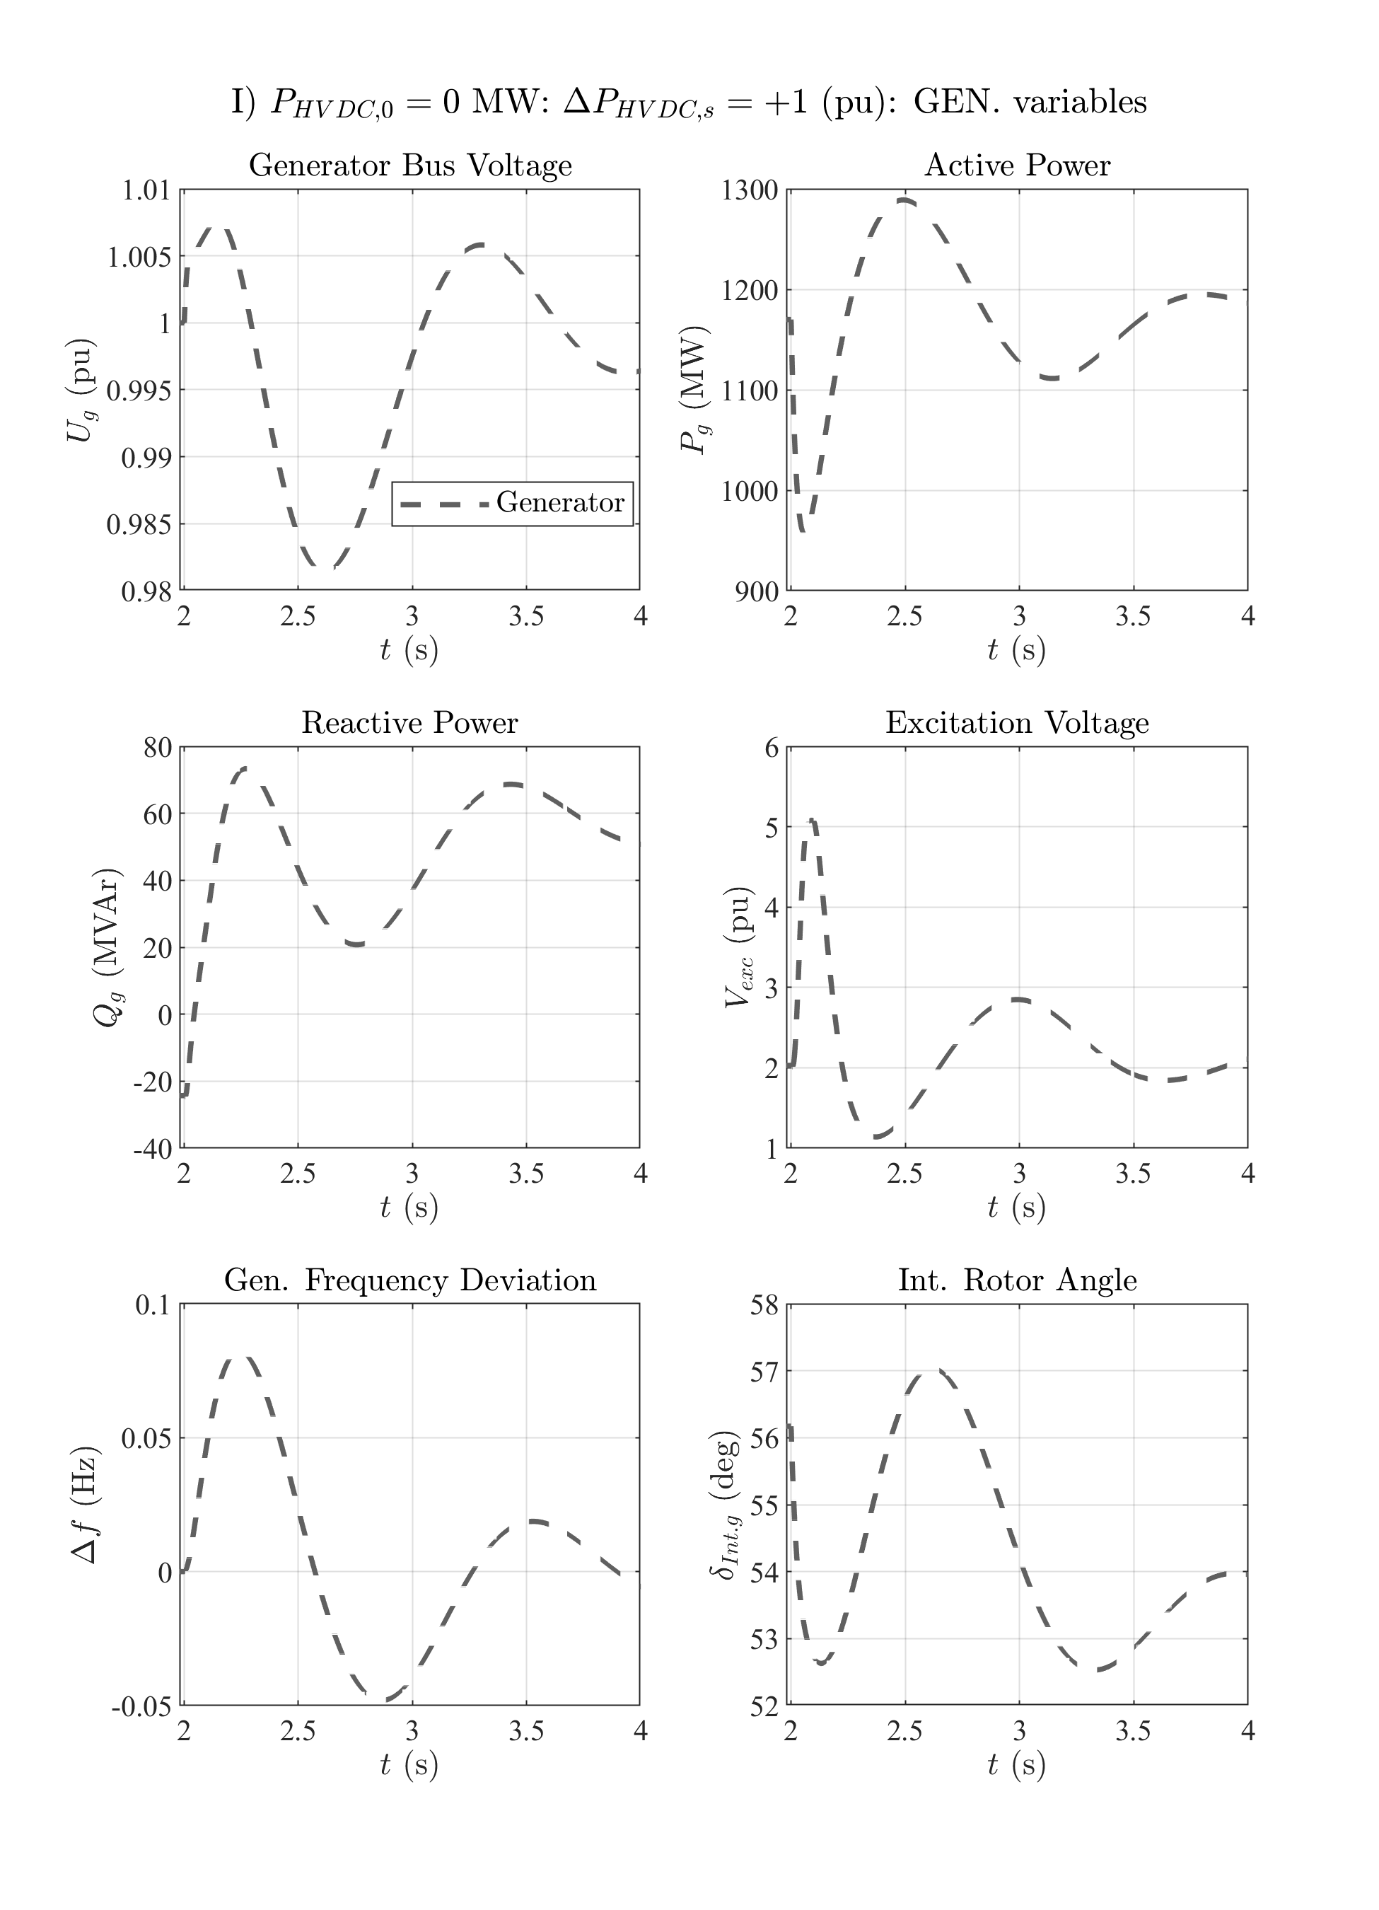 I) P_HVDC,0 = 0 MW: ΔP_HVDC,s = +1 (pu): GEN. variables
Generator Bus Voltage
1.01
1.005
1
0.995
0.99
0.985
0.98
U_g (pu)
Generator
2 2.5 3 3.5 4
t (s)
Active Power
1300
1200
1100
1000
900
P_g (MW)
2 2.5 3 3.5 4
t (s)
Reactive Power
80
60
40
20
0
-20
-40
Q_g (MVAr)
2 2.5 3 3.5 4
t (s)
Excitation Voltage
6
5
4
3
2
1
V_exc (pu)
2 2.5 3 3.5 4
t (s)
Gen. Frequency Deviation
0.1
0.05
0
-0.05
Δf (Hz)
2 2.5 3 3.5 4
t (s)
Int. Rotor Angle
58
57
56
55
54
53
52
δ_Int.g (deg)
2 2.5 3 3.5 4
t (s)